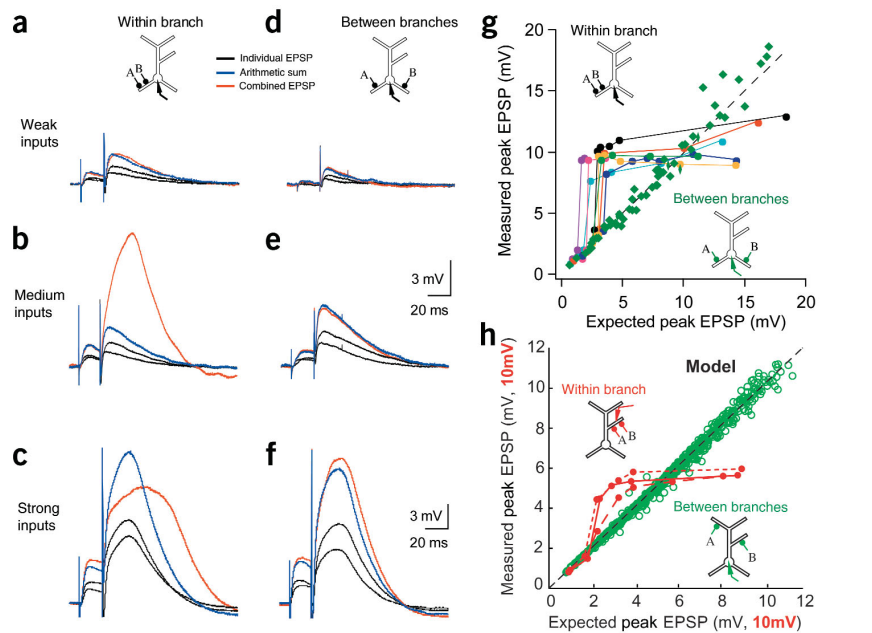 a
Within branch
A
B
d
Between branches
A
B
Individual EPSP
Arithmetic sum
Combined EPSP
Weak
inputs
b
Medium
inputs
e
3 mV
20 ms
c
Strong
inputs
f
3 mV
20 ms
g
Measured peak EPSP (mV)
20
15
10
5
0
Within branch
A
B
Between branches
A
B
0
5
10
15
20
Expected peak EPSP (mV)
h
Measured peak EPSP (mV, 10mV)
12
10
8
6
4
2
0
Model
Within branch
A
B
Between branches
A
B
0
2
4
6
8
10
12
Expected peak EPSP (mV, 10mV)